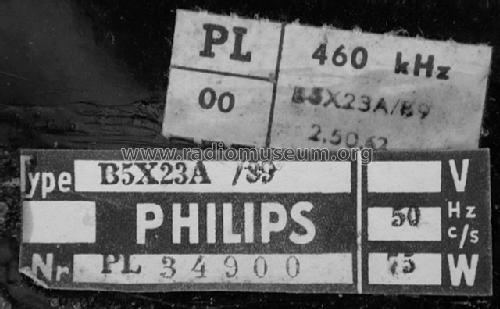 PL 460 kHz
00 B5X23A/B9
2.50.62
www.radiomuseum.org
Type B5X23A /99 V
PHILIPS 50 Hz c/s
Nr PL 34900 75 W